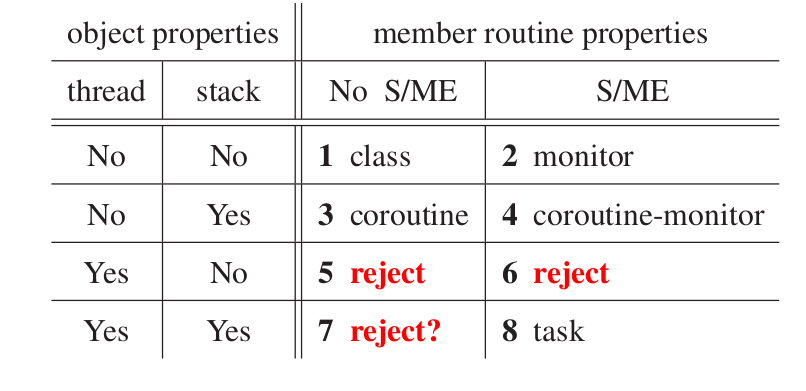 object properties member routine properties
thread stack No S/ME S/ME
No No 1 class 2 monitor
No Yes 3 coroutine 4 coroutine-monitor
Yes No 5 reject 6 reject
Yes Yes 7 reject? 8 task